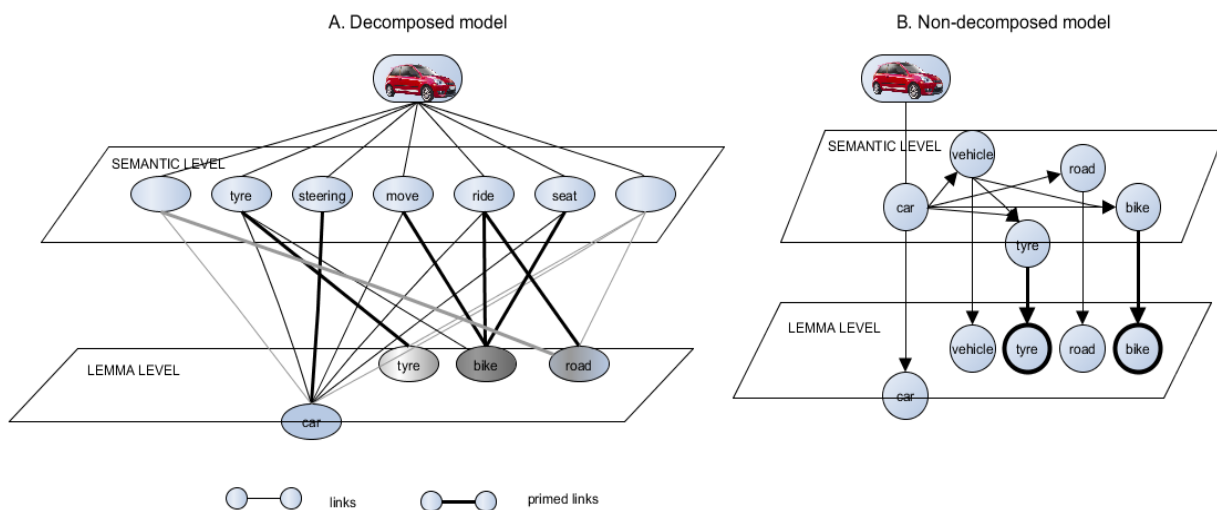 A. Decomposed model
B. Non-decomposed model
SEMANTIC LEVEL
tyre
steering
move
ride
seat
LEMMA LEVEL
tyre
bike
road
car
SEMANTIC LEVEL
vehicle
road
car
bike
tyre
LEMMA LEVEL
vehicle
tyre
road
bike
car
links
primed links